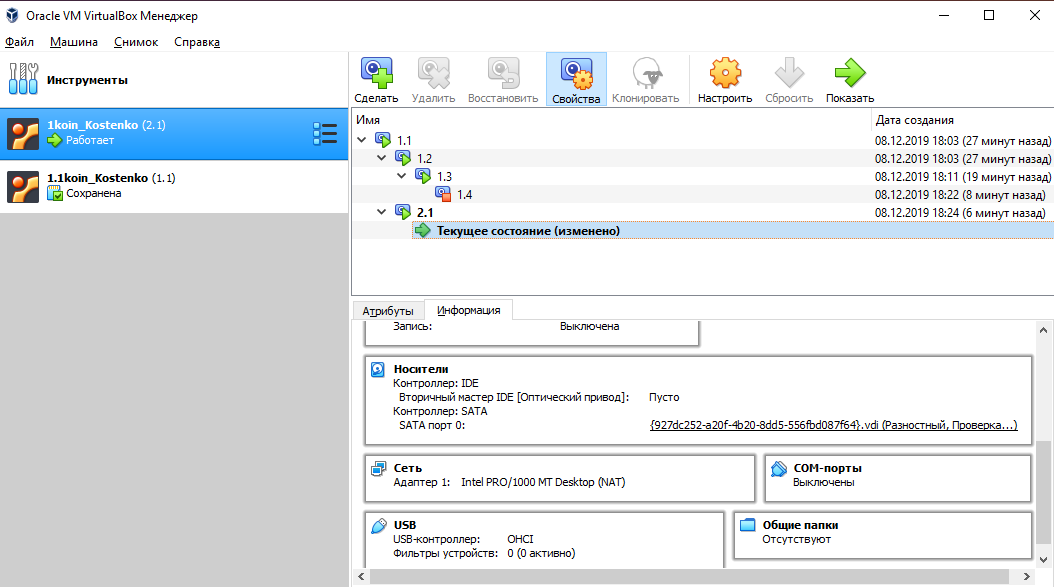 Oracle VM VirtualBox Менеджер
Файл Машина Снимок Справка
Инструменты
1koin_Kostenko (2.1)
Работает
1.1koin_Kostenko (1.1)
Сохранена
Сделать Удалить Восстановить Свойства Клонировать Настроить Сбросить Показать
Имя Дата создания
1.1 08.12.2019 18:03 (27 минут назад)
1.2 08.12.2019 18:03 (27 минут назад)
1.3 08.12.2019 18:11 (19 минут назад)
1.4 08.12.2019 18:22 (8 минут назад)
2.1 08.12.2019 18:24 (6 минут назад)
Текущее состояние (изменено)
Атрибуты Информация
Запись: Выключена
Носители
Контроллер: IDE
Вторичный мастер IDE [Оптический привод]: Пусто
Контроллер: SATA
SATA порт 0: {927dc252-a20f-4b20-8dd5-556fbd087f64}.vdi (Разностный, Проверка...)
Сеть
Адаптер 1: Intel PRO/1000 MT Desktop (NAT)
COM-порты
Выключены
USB
USB-контроллер: OHCI
Фильтры устройств: 0 (0 активно)
Общие папки
Отсутствуют